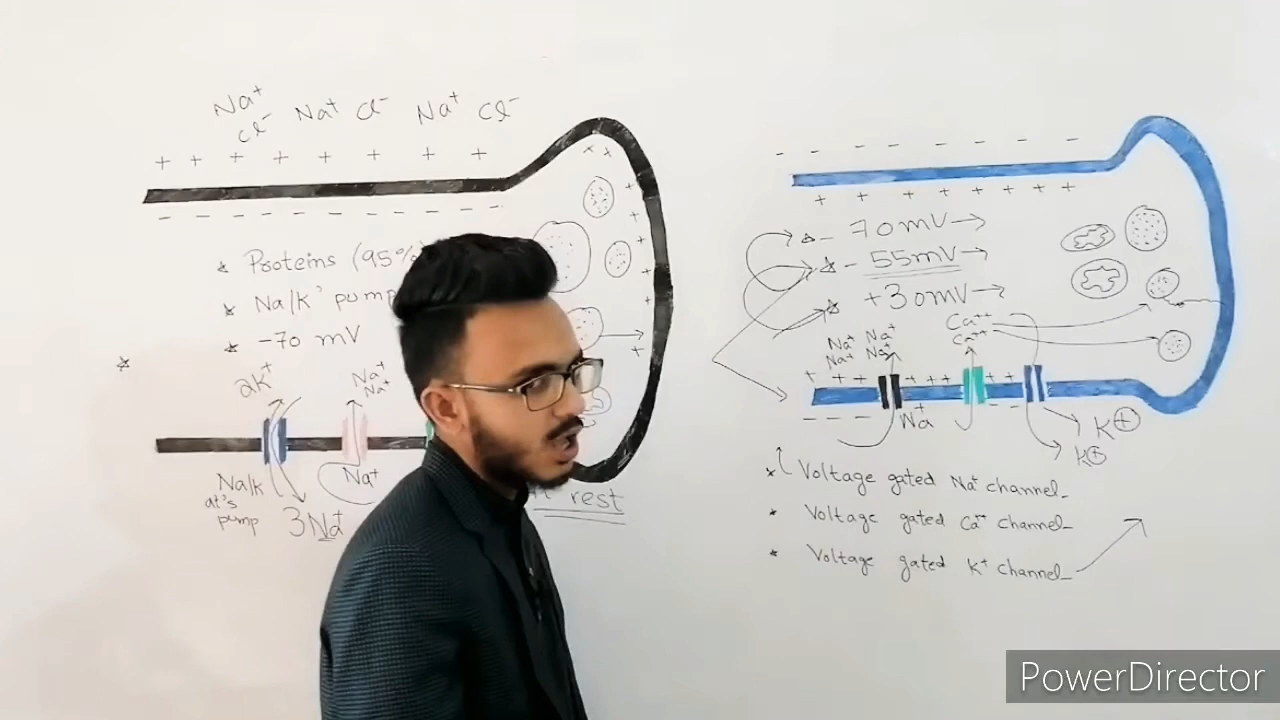 Na⁺ Na⁺ Cl⁻ Na⁺ Cl⁻
Cl⁻
+ + + + + + +
- - - - - - - -
* Proteins (95%
* Na/K⁺ pump
* -70 mV
*
2K⁺
Na⁺
Na⁺
Na/K
at's
pump
3Na⁺
Na⁺
rest
- - - - - - - -
+ + + + + + +
- 70mV →
- 55mV →
+30mV →
Na⁺ Na⁺
Na⁺ Na⁺
Ca⁺⁺
Ca⁺⁺
Na⁺
K⊕
K⊕
* Voltage gated Na⁺ channel
* Voltage gated Ca⁺⁺ channel
* Voltage gated K⁺ channel
PowerDirector